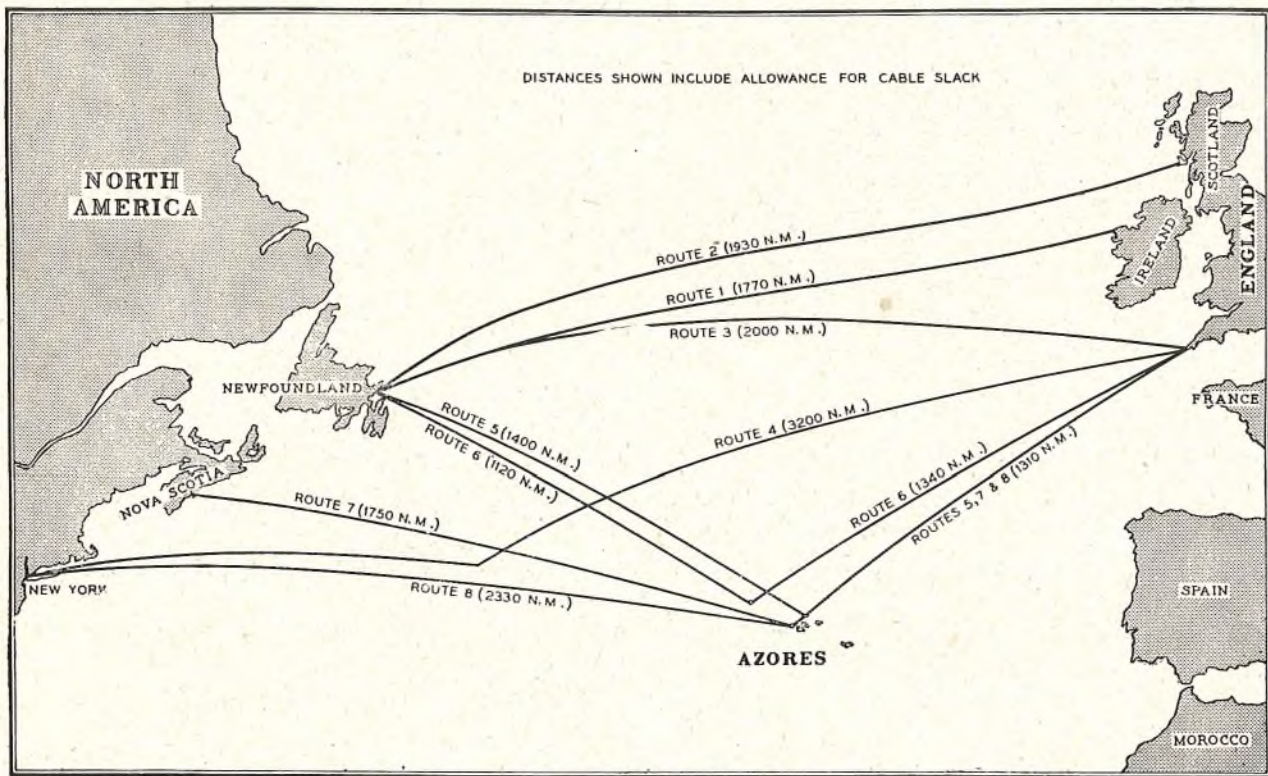 DISTANCES SHOWN INCLUDE ALLOWANCE FOR CABLE SLACK
NORTH
AMERICA
SCOTLAND
ENGLAND
IRELAND
ROUTE 2 (1930 N.M.)
ROUTE 1 (1770 N.M.)
ROUTE 3 (2000 N.M.)
NEWFOUNDLAND
FRANCE
ROUTE 4 (3200 N.M.)
ROUTE 5 (1400 N.M.)
ROUTE 6 (1120 N.M.)
ROUTE 6 (1340 N.M.)
ROUTES 5, 7 & 8 (1310 N.M.)
NOVA SCOTIA
ROUTE 7 (1750 N.M.)
NEW YORK
ROUTE 8 (2330 N.M.)
SPAIN
AZORES
MOROCCO